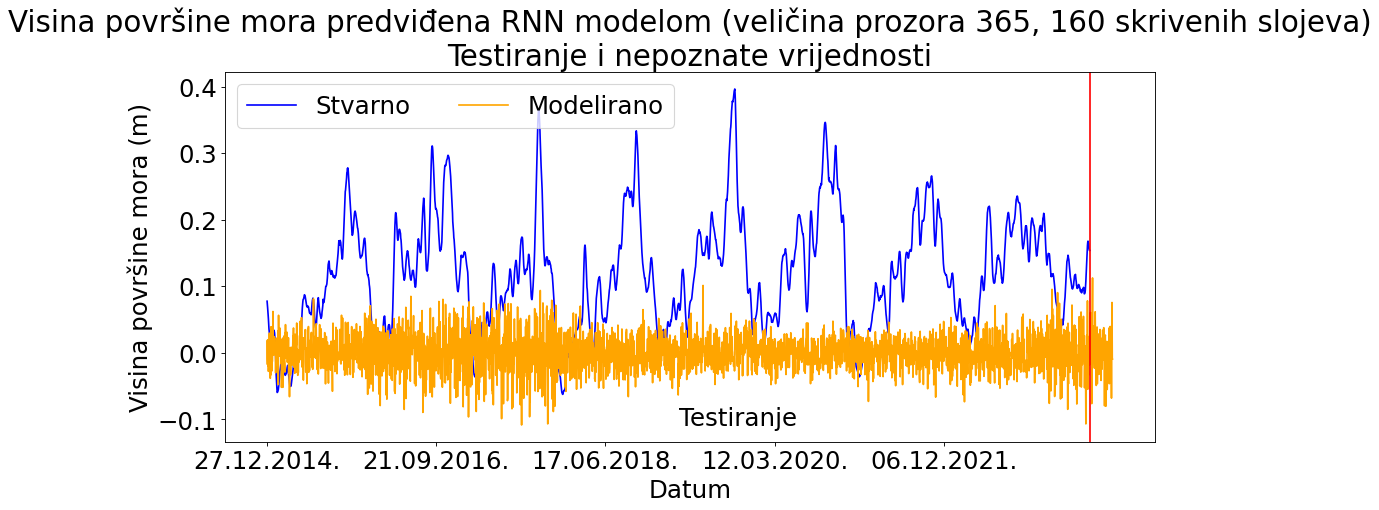 Visina površine mora predviđena RNN modelom (veličina prozora 365, 160 skrivenih slojeva)
Testiranje i nepoznate vrijednosti
Stvarno Modelirano
Visina površine mora (m)
0.4
0.3
0.2
0.1
0.0
−0.1
Testiranje
27.12.2014. 21.09.2016. 17.06.2018. 12.03.2020. 06.12.2021.
Datum